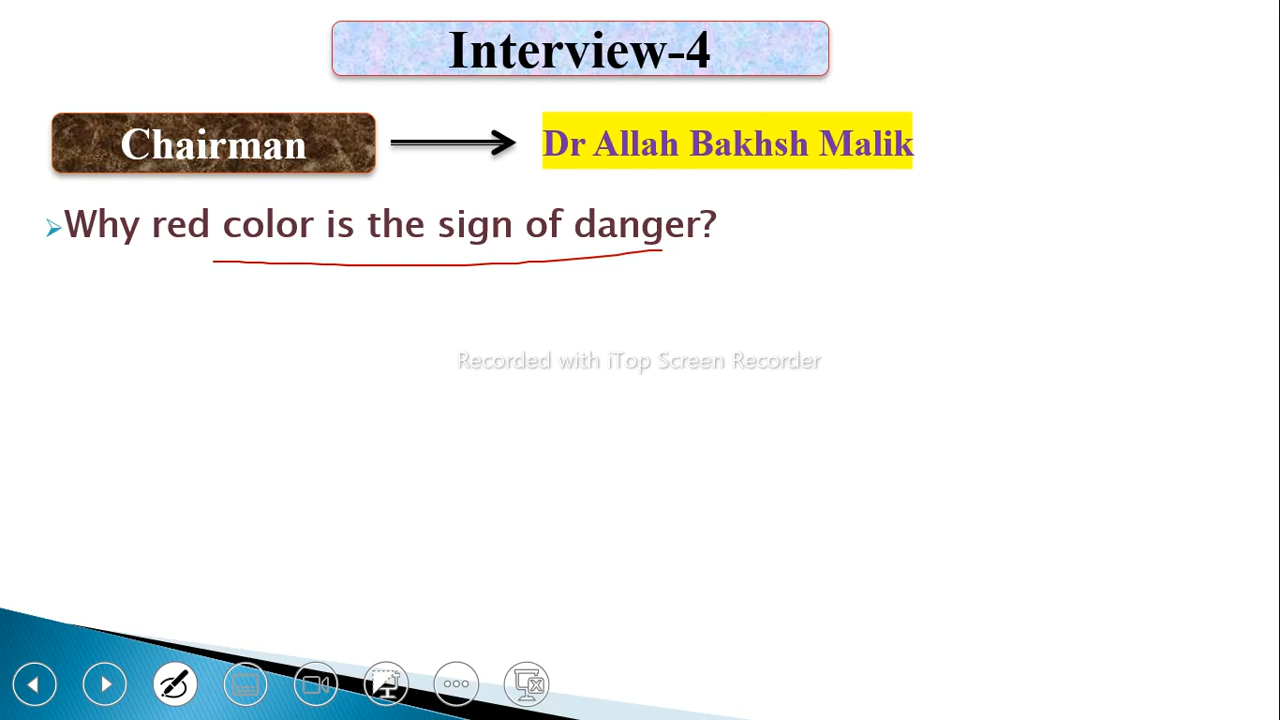 Interview-4
Chairman
Dr Allah Bakhsh Malik
Why red color is the sign of danger?
Recorded with iTop Screen Recorder